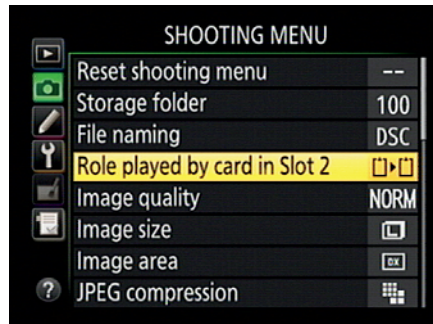 SHOOTING MENU
Reset shooting menu --
Storage folder 100
File naming DSC
Role played by card in Slot 2
Image quality NORM
Image size L
Image area DX
JPEG compression
?